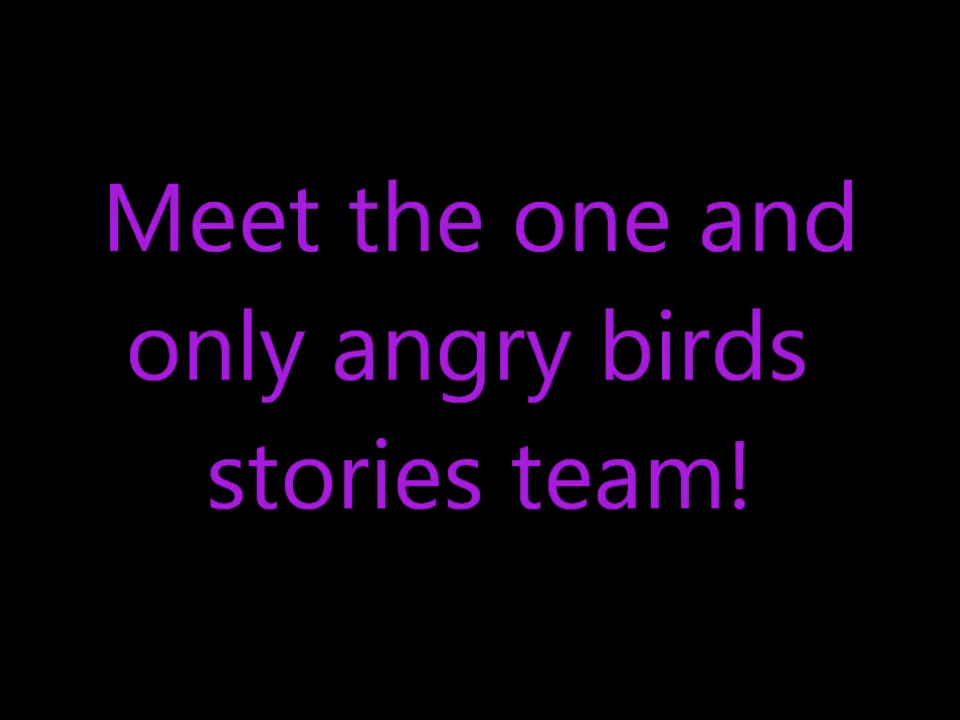 Meet the one and
only angry birds
stories team!